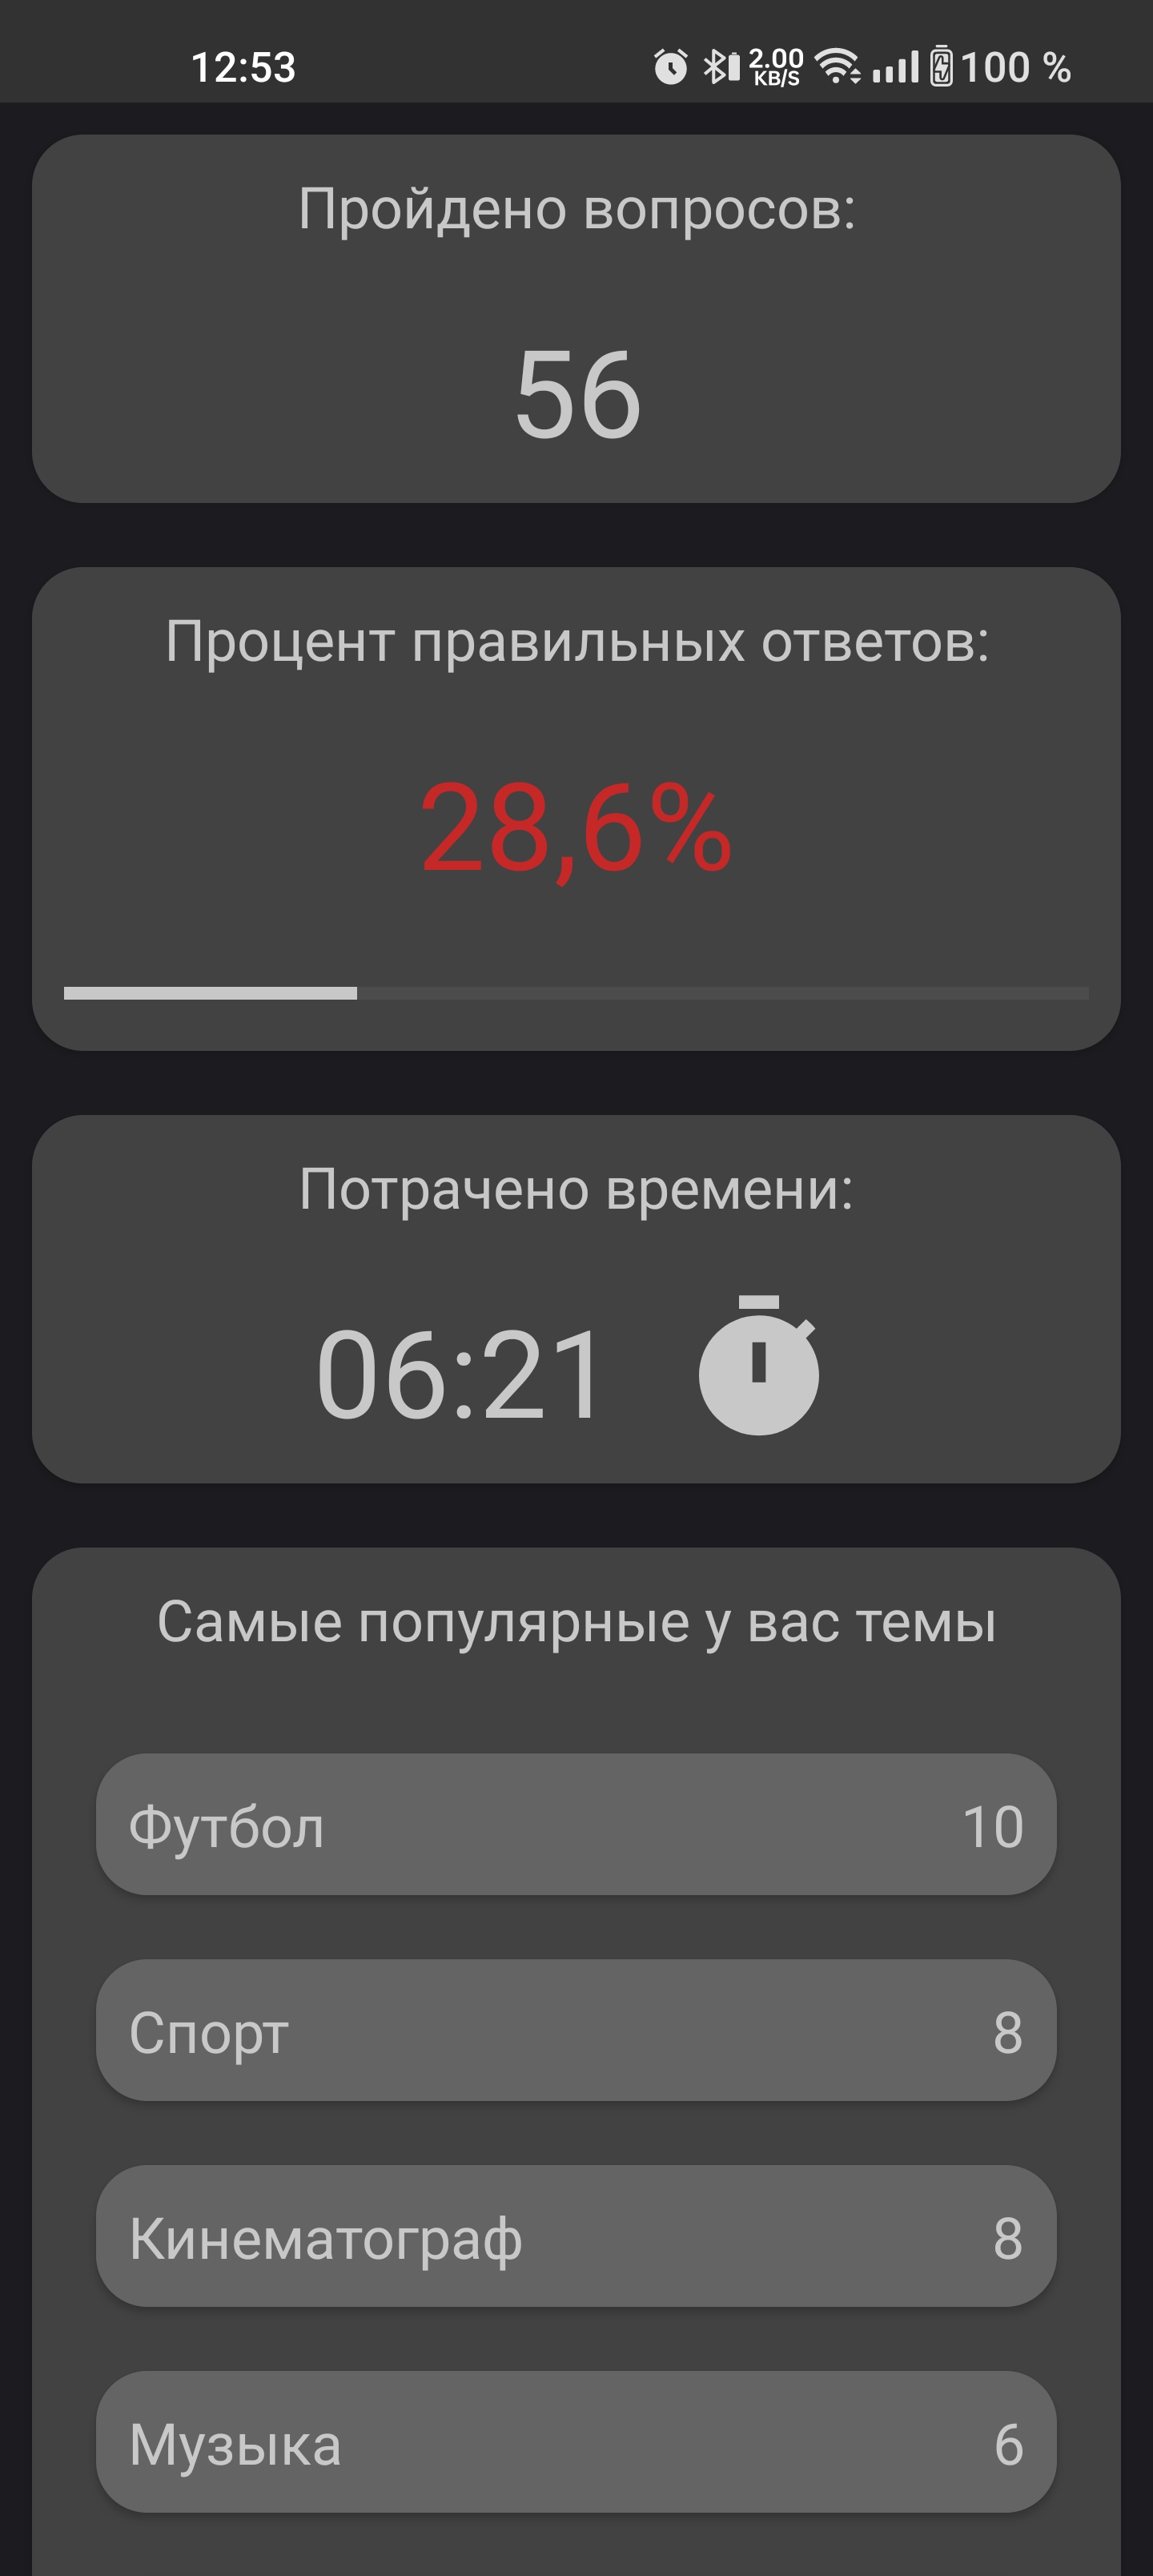 12:53 2.00 KB/S 100 %
Пройдено вопросов:
56
Процент правильных ответов:
28,6%
Потрачено времени:
06:21
Самые популярные у вас темы
Футбол 10
Спорт 8
Кинематограф 8
Музыка 6